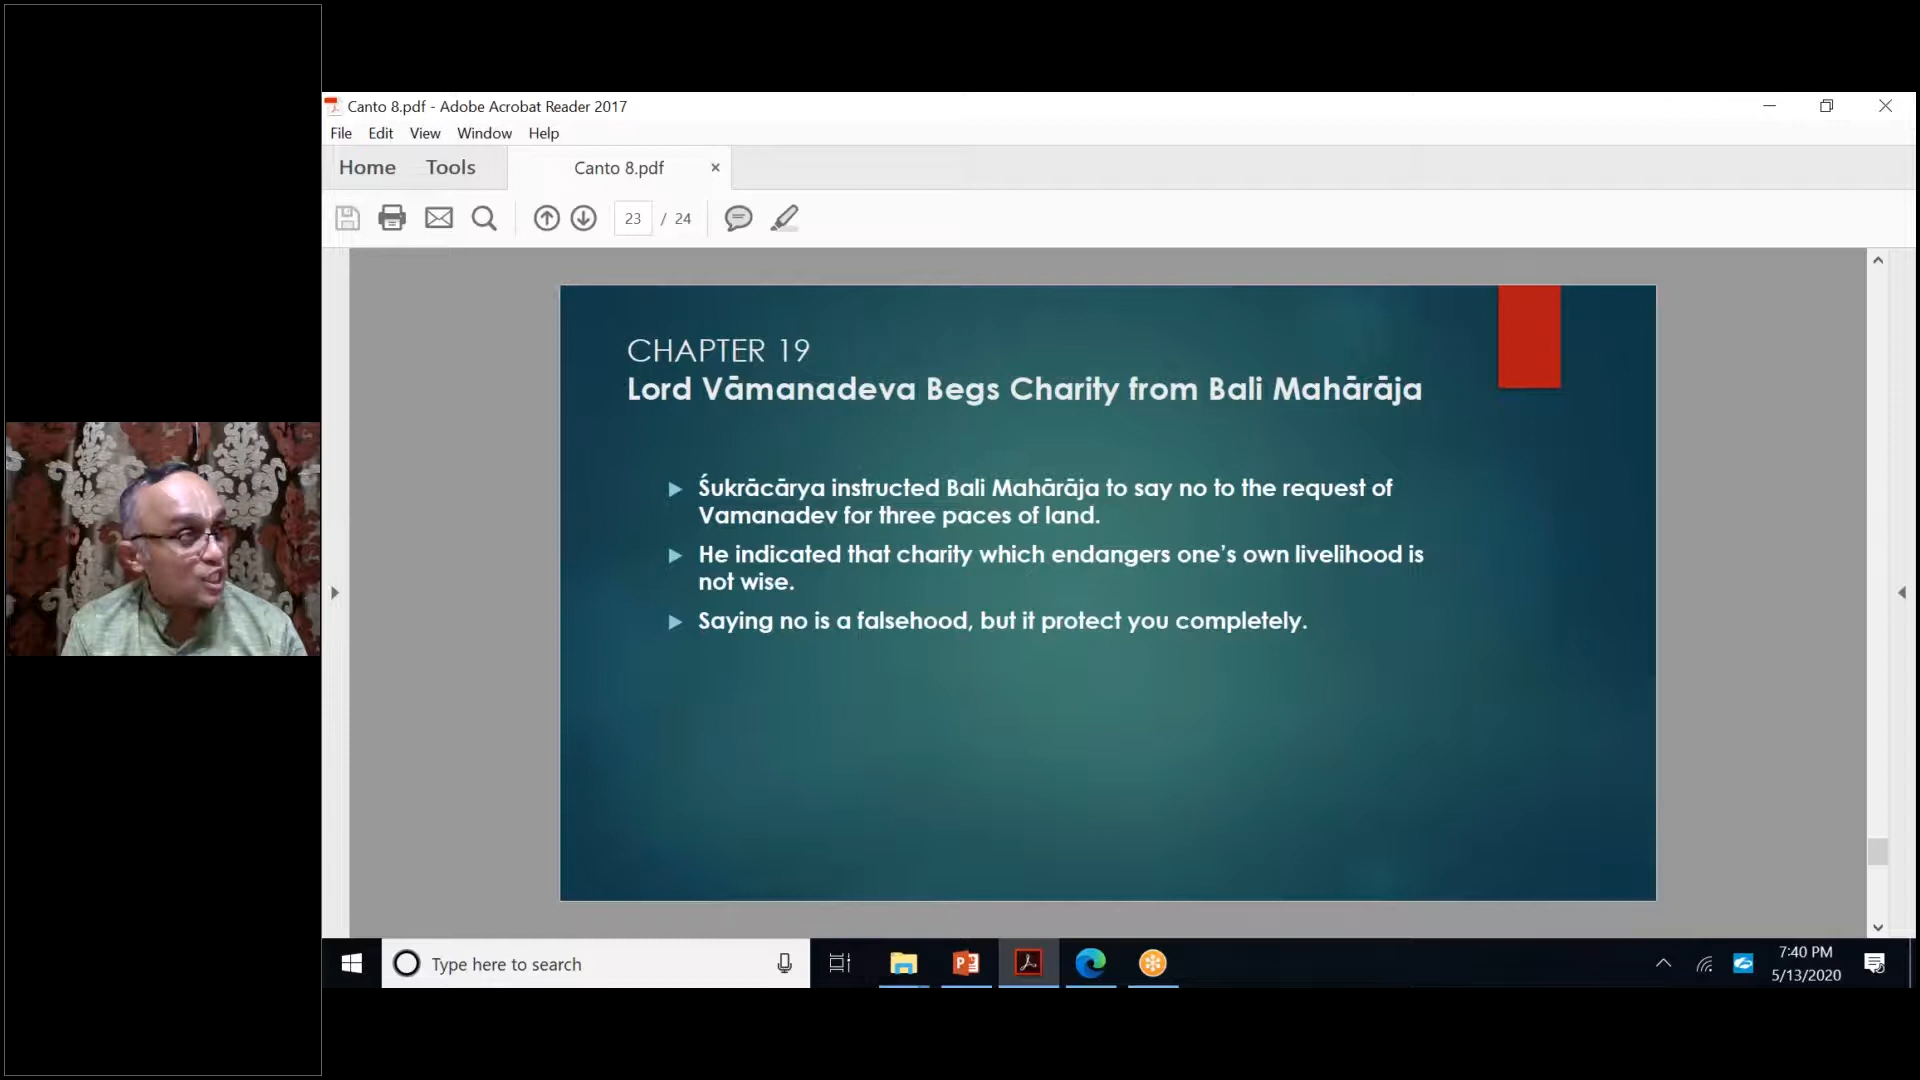 Canto 8.pdf - Adobe Acrobat Reader 2017
File Edit View Window Help
Home Tools Canto 8.pdf ×
23 / 24
CHAPTER 19
Lord Vāmanadeva Begs Charity from Bali Mahārāja
Śukrācārya instructed Bali Mahārāja to say no to the request of
Vamanadev for three paces of land.
He indicated that charity which endangers one's own livelihood is
not wise.
Saying no is a falsehood, but it protect you completely.
Type here to search
7:40 PM
5/13/2020